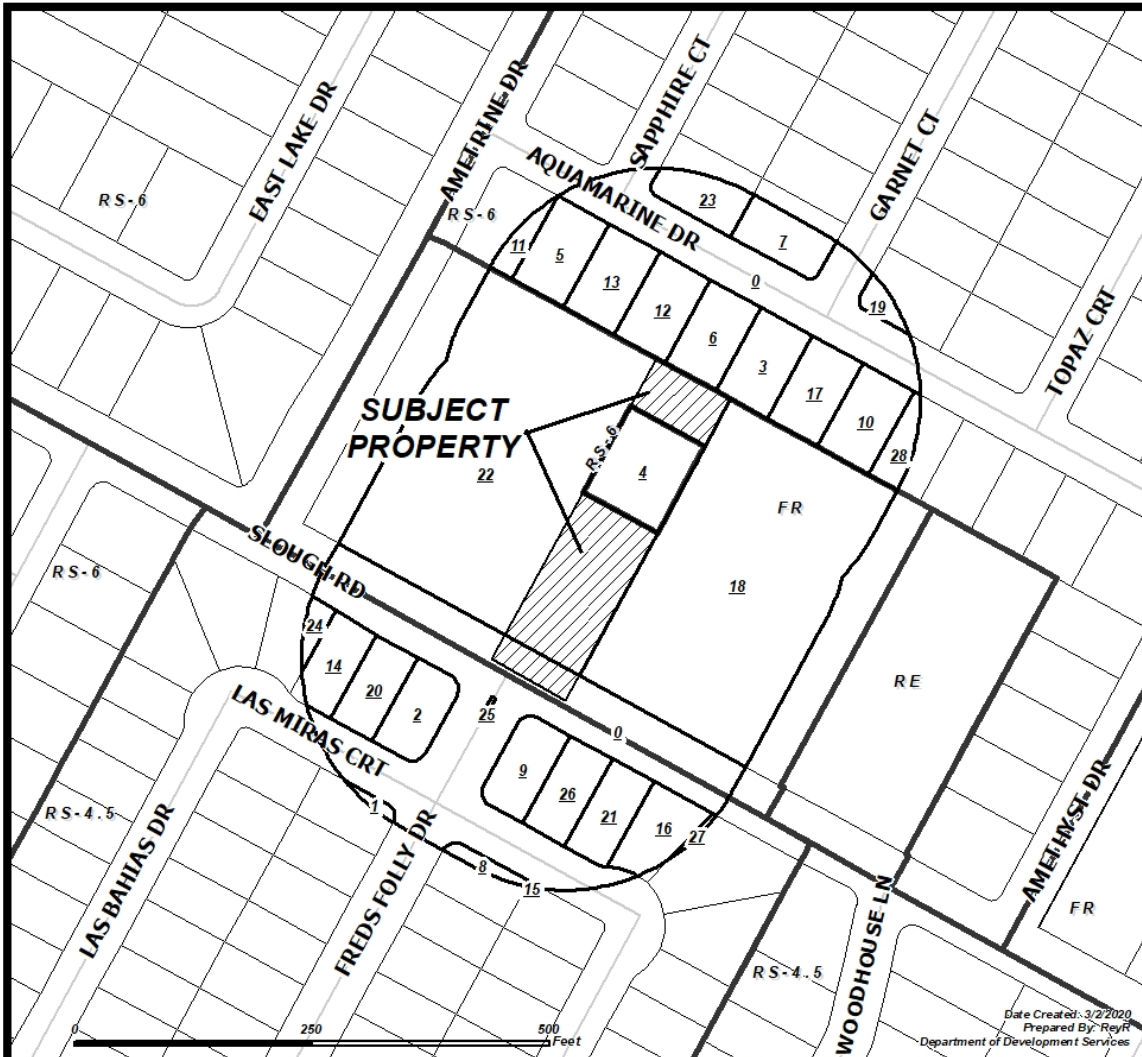 EAST LAKE DR
AMETRINE DR
SAPPHIRE CT
AQUAMARINE DR
GARNET CT
TOPAZ CRT
RS-6
RS-6
23
7
11
5
13
12
0
6
3
17
10
28
19
SUBJECT
PROPERTY
RS-6
22
4
FR
18
SLOUGH RD
RS-6
RE
24
14
20
2
25
0
9
26
21
16
27
LAS MIRAS CRT
1
8
15
RS-4.5
LAS BAHIAS DR
FREDS FOLLY DR
AMETHYST DR
FR
RS-4.5
WOODHOUSE LN
0
250
500
Feet
Date Created: 3/2/2020
Prepared By: ReyR
Department of Development Services